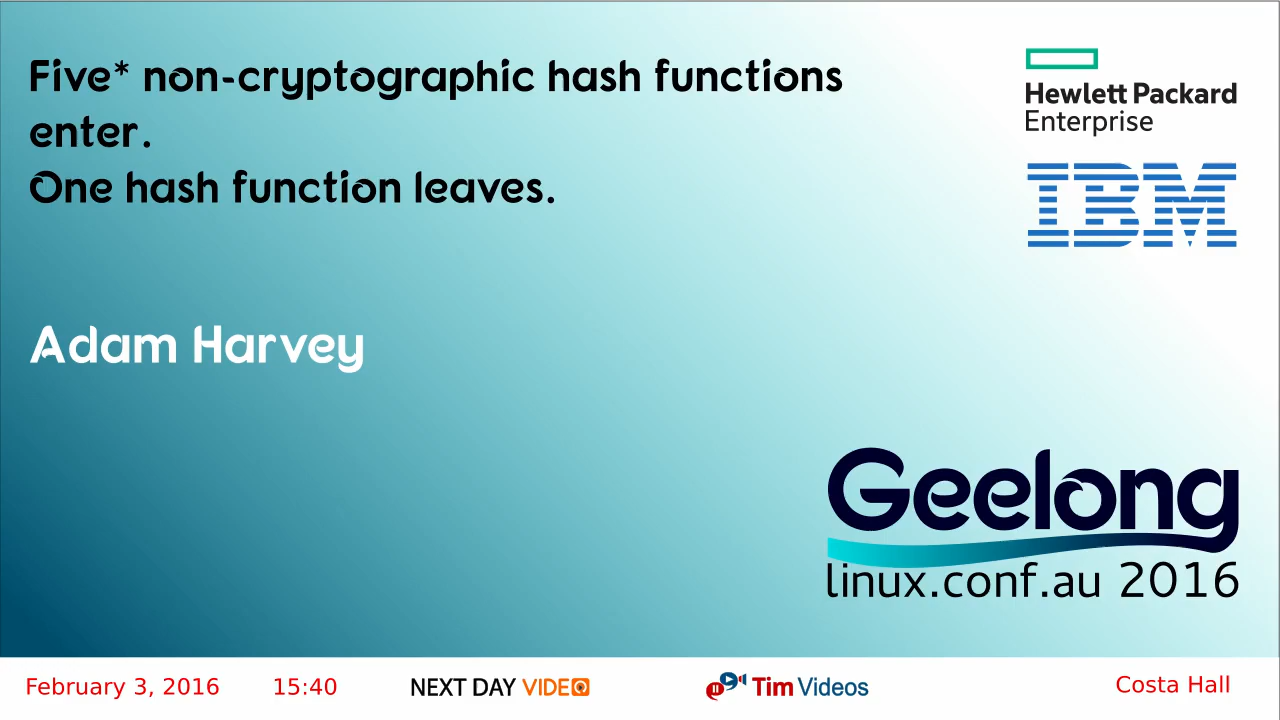 Five* non-cryptographic hash functions
enter.
One hash function leaves.
Adam Harvey
Hewlett Packard
Enterprise
IBM
Geelong
linux.conf.au 2016
February 3, 2016
15:40
NEXT DAY VIDEO
Tim Videos
Costa Hall